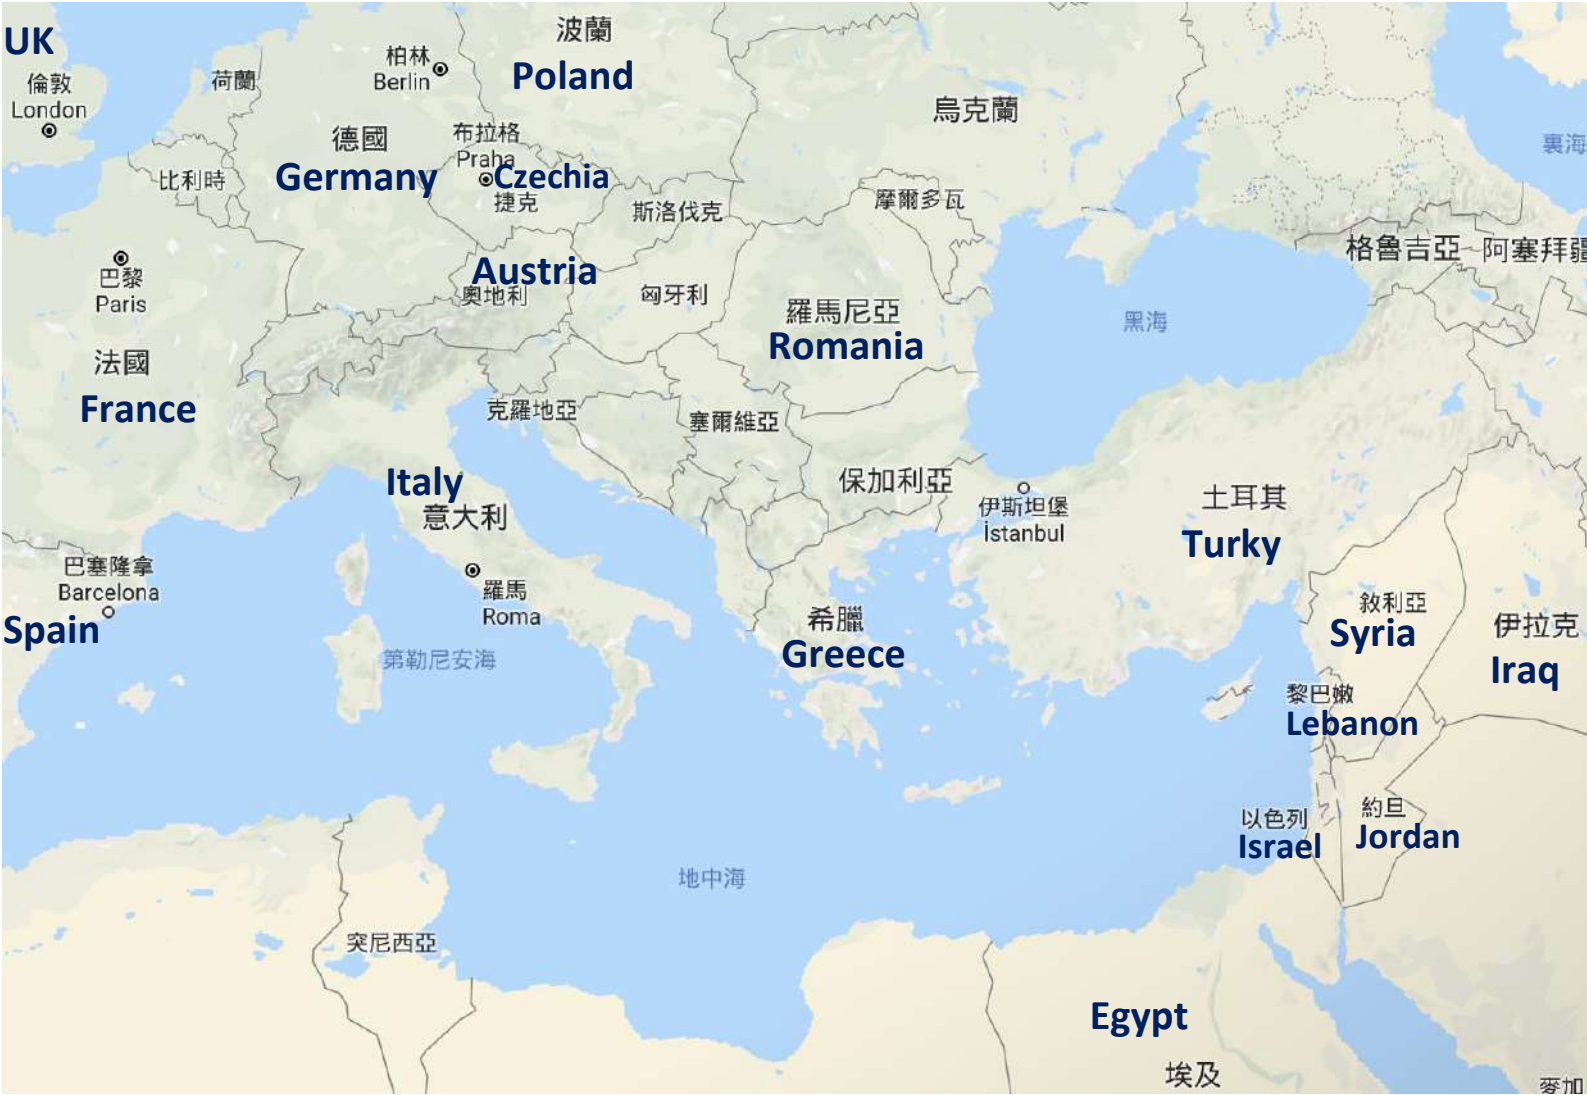 UK
倫敦
London
荷蘭
柏林
Berlin
波蘭
Poland
烏克蘭
裏海
德國
Germany
布拉格
Praha
Czechia
捷克
比利時
斯洛伐克
摩爾多瓦
格鲁吉亞
阿塞拜疆
巴黎
Paris
Austria
奧地利
匈牙利
羅馬尼亞
Romania
黑海
法國
France
克羅地亞
塞爾維亞
保加利亞
Italy
意大利
伊斯坦堡
İstanbul
土耳其
Turky
巴塞隆拿
Barcelona
Spain
羅馬
Roma
第勒尼安海
希臘
Greece
敘利亞
Syria
伊拉克
Iraq
黎巴嫩
Lebanon
以色列
Israel
約旦
Jordan
地中海
突尼西亞
Egypt
埃及
麥加